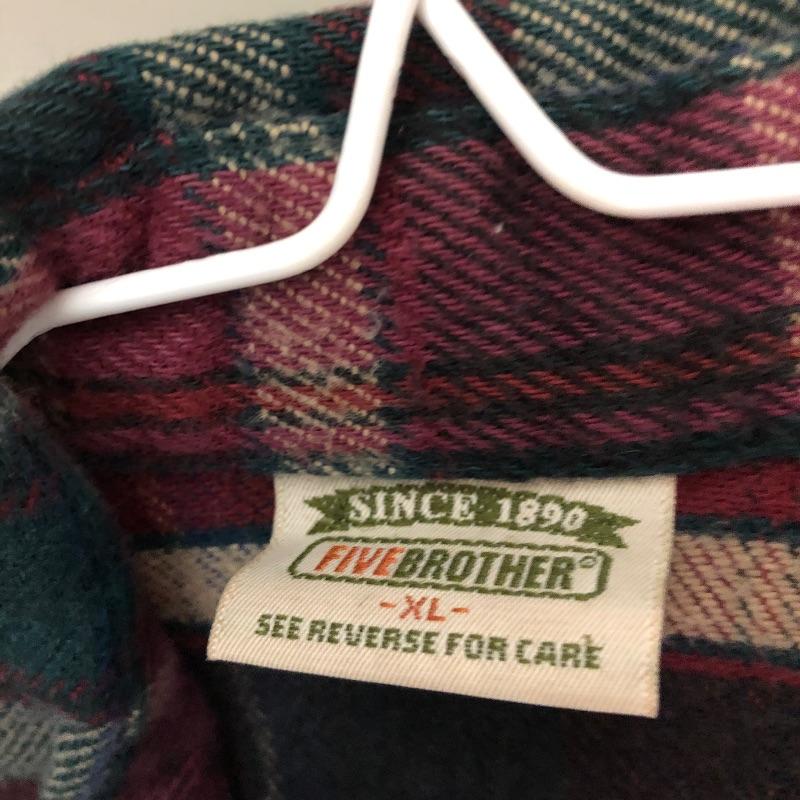 SINCE 1890
FIVEBROTHER®
-XL-
SEE REVERSE FOR CARE